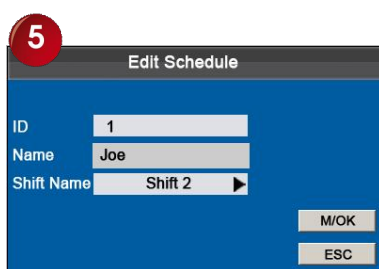 5
Edit Schedule
ID 1
Name Joe
Shift Name Shift 2
M/OK
ESC